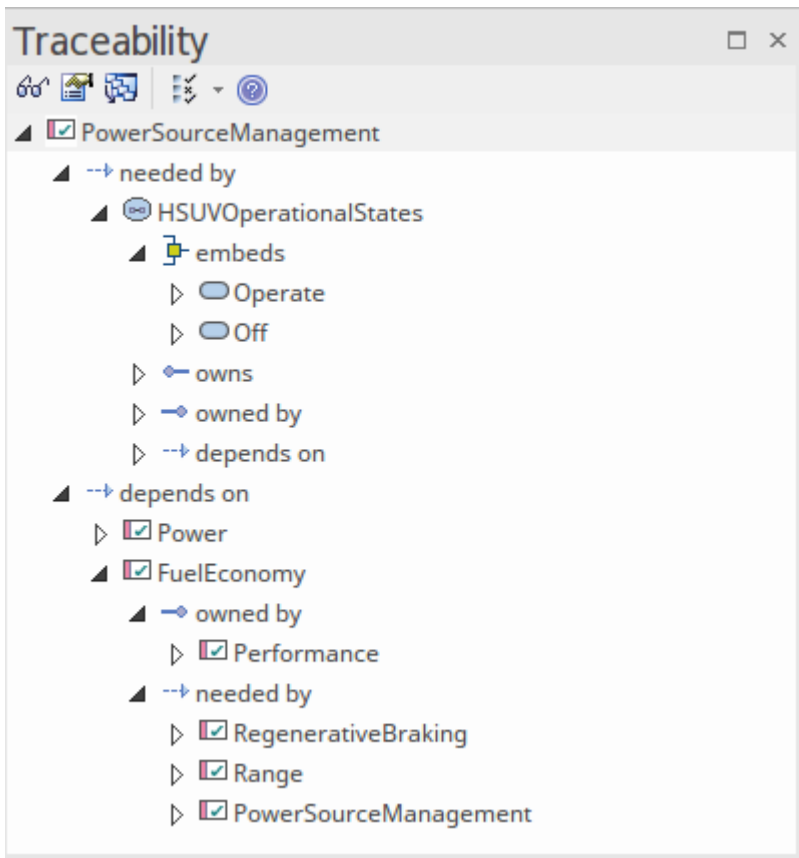 Traceability
PowerSourceManagement
needed by
HSUVOperationalStates
embeds
Operate
Off
owns
owned by
depends on
depends on
Power
FuelEconomy
owned by
Performance
needed by
RegenerativeBraking
Range
PowerSourceManagement